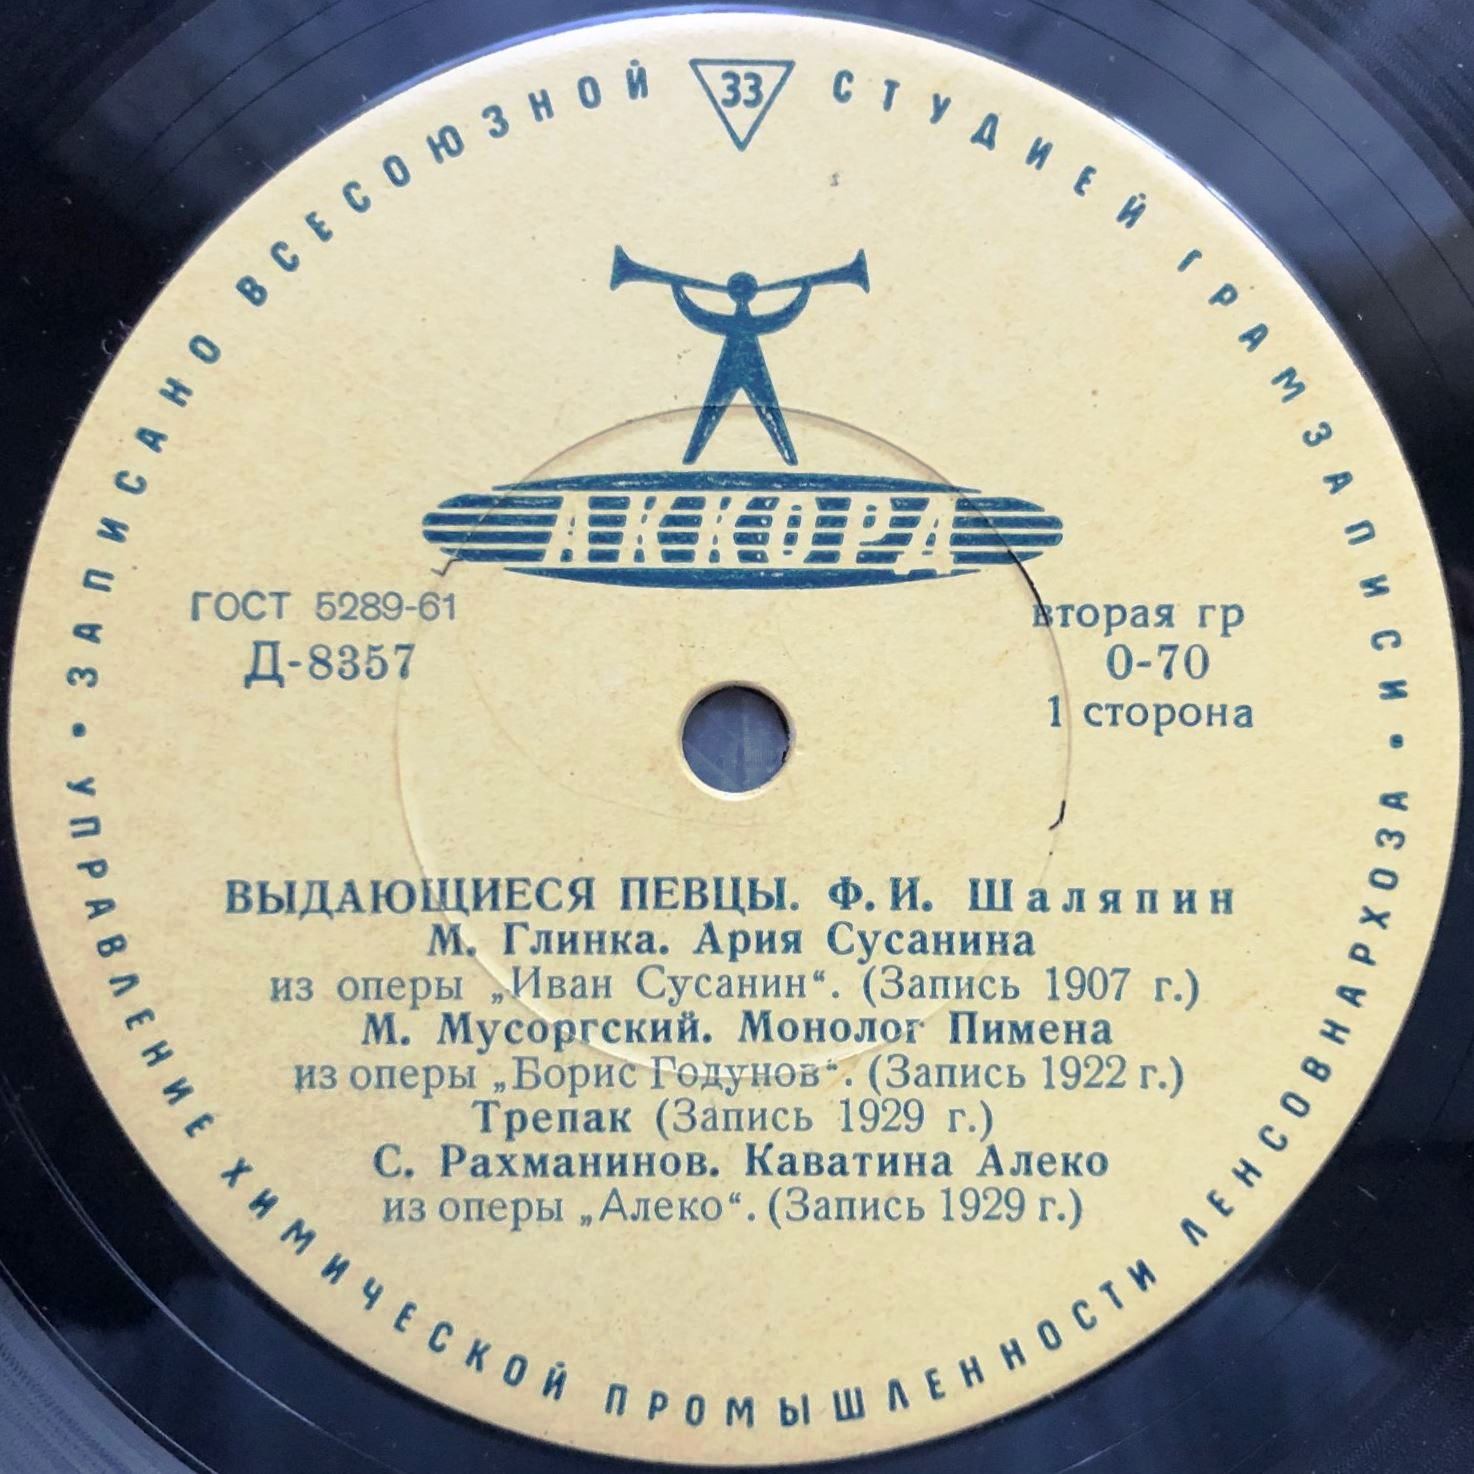 ЗАПИСАНО ВСЕСОЮЗНОЙ 33 СТУДИЕЙ ГРАМЗАПИСИ
АККОРД
ГОСТ 5289-61
Д-8357
вторая гр
0-70
1 сторона
ВЫДАЮЩИЕСЯ ПЕВЦЫ. Ф. И. Шаляпин
М. Глинка. Ария Сусанина
из оперы „Иван Сусанин“. (Запись 1907 г.)
М. Мусоргский. Монолог Пимена
из оперы „Борис Годунов“. (Запись 1922 г.)
Трепак (Запись 1929 г.)
С. Рахманинов. Каватина Алеко
из оперы „Алеко“. (Запись 1929 г.)
• УПРАВЛЕНИЕ ХИМИЧЕСКОЙ ПРОМЫШЛЕННОСТИ ЛЕНСОВНАРХОЗА •